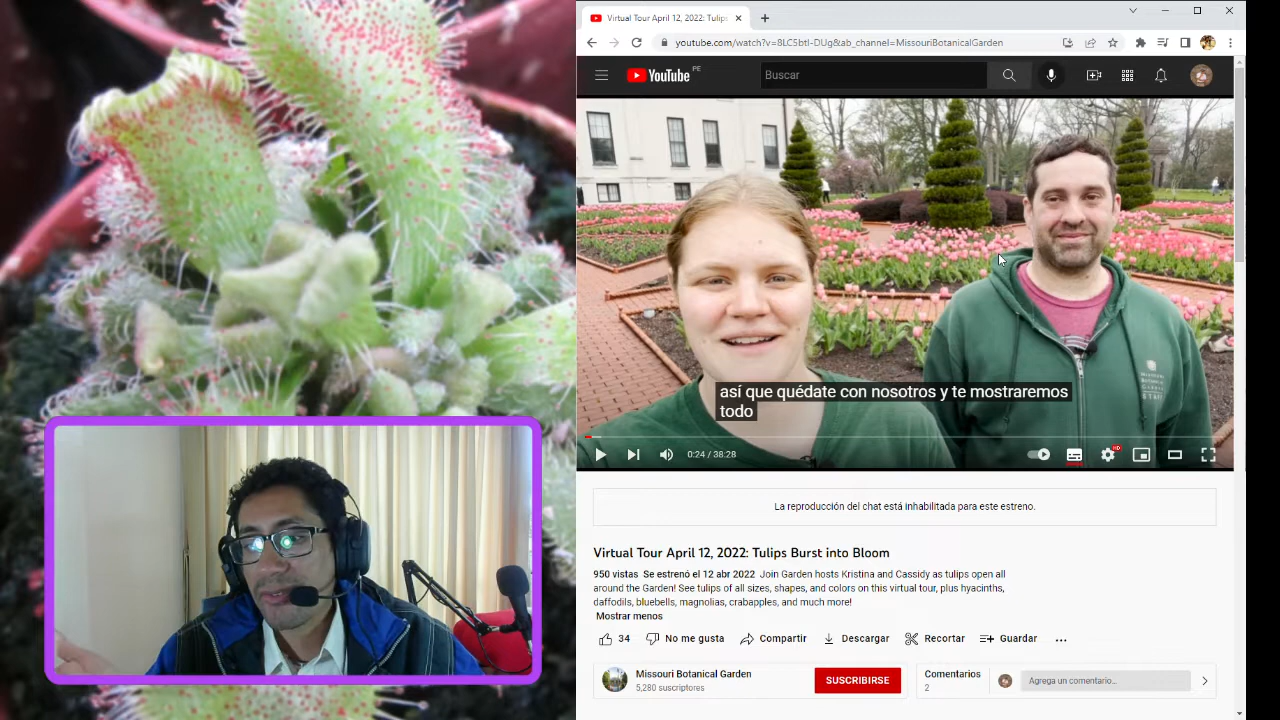 Virtual Tour April 12, 2022: Tulips
youtube.com/watch?v=8LC5btI-DUg&ab_channel=MissouriBotanicalGarden
YouTube PE
Buscar
así que quédate con nosotros y te mostraremos
todo
0:24 / 38:28
HD
La reproducción del chat está inhabilitada para este estreno.
Virtual Tour April 12, 2022: Tulips Burst into Bloom
950 vistas Se estrenó el 12 abr 2022 Join Garden hosts Kristina and Cassidy as tulips open all
around the Garden! See tulips of all sizes, shapes, and colors on this virtual tour, plus hyacinths,
daffodils, bluebells, magnolias, crabapples, and much more!
Mostrar menos
34 No me gusta Compartir Descargar Recortar Guardar ...
Missouri Botanical Garden
5,280 suscriptores
SUSCRIBIRSE
Comentarios
2
Agrega un comentario...